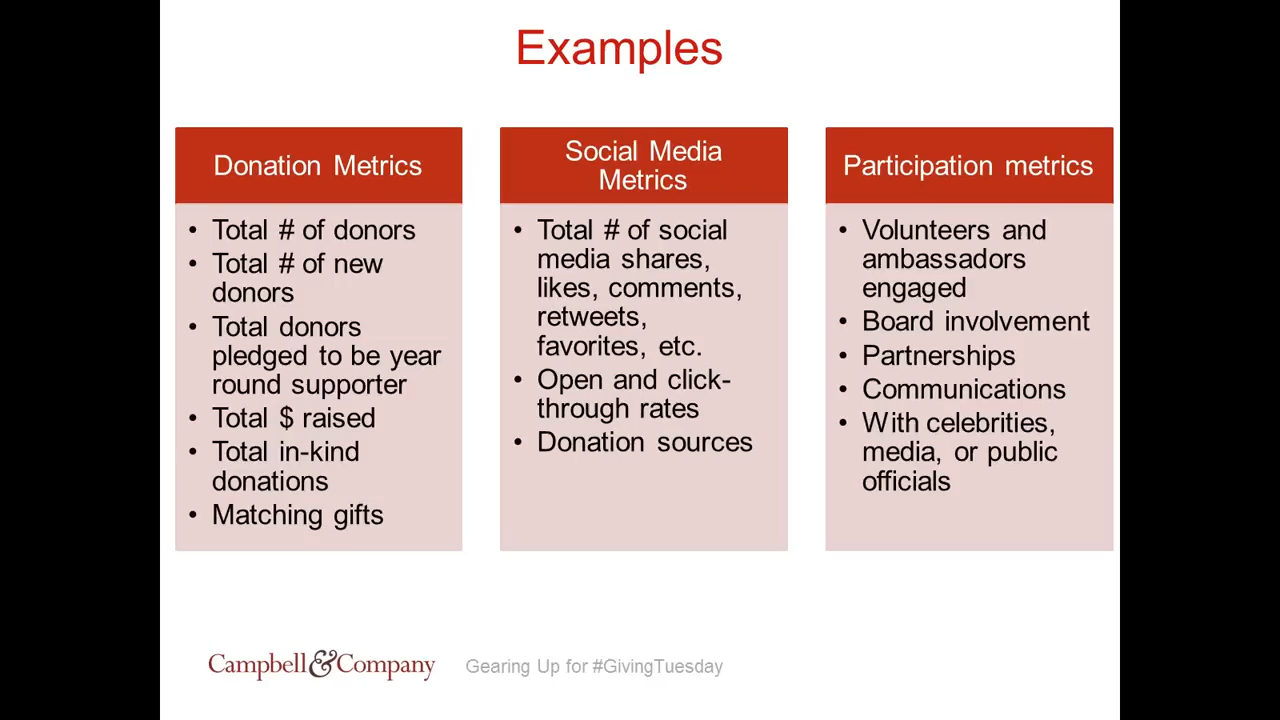 Examples
Donation Metrics
• Total # of donors
• Total # of new
donors
• Total donors
pledged to be year
round supporter
• Total $ raised
• Total in-kind
donations
• Matching gifts
Social Media
Metrics
• Total # of social
media shares,
likes, comments,
retweets,
favorites, etc.
• Open and click-
through rates
• Donation sources
Participation metrics
• Volunteers and
ambassadors
engaged
• Board involvement
• Partnerships
• Communications
• With celebrities,
media, or public
officials
Campbell&Company
Gearing Up for #GivingTuesday